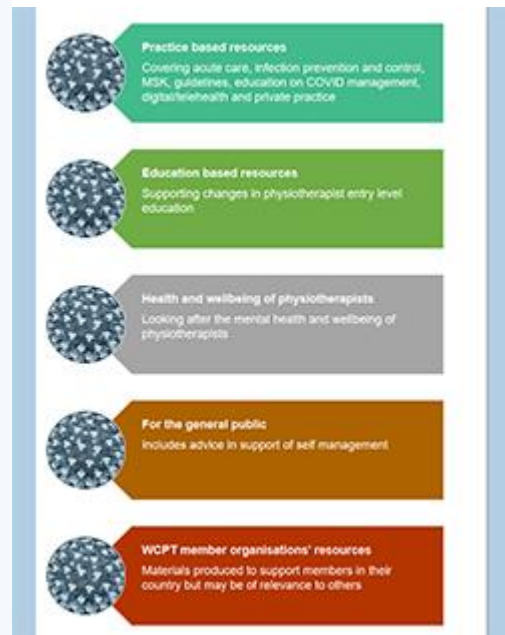 Practice based resources
Covering acute care, infection prevention and control,
MSK, guidelines, education on COVID management,
digital/telehealth and private practice
Education based resources
Supporting changes in physiotherapist entry level
education
Health and wellbeing of physiotherapists
Looking after the mental health and wellbeing of
physiotherapists
For the general public
Includes advice in support of self management
WCPT member organisations' resources
Materials produced to support members in their
country but may be of relevance to others